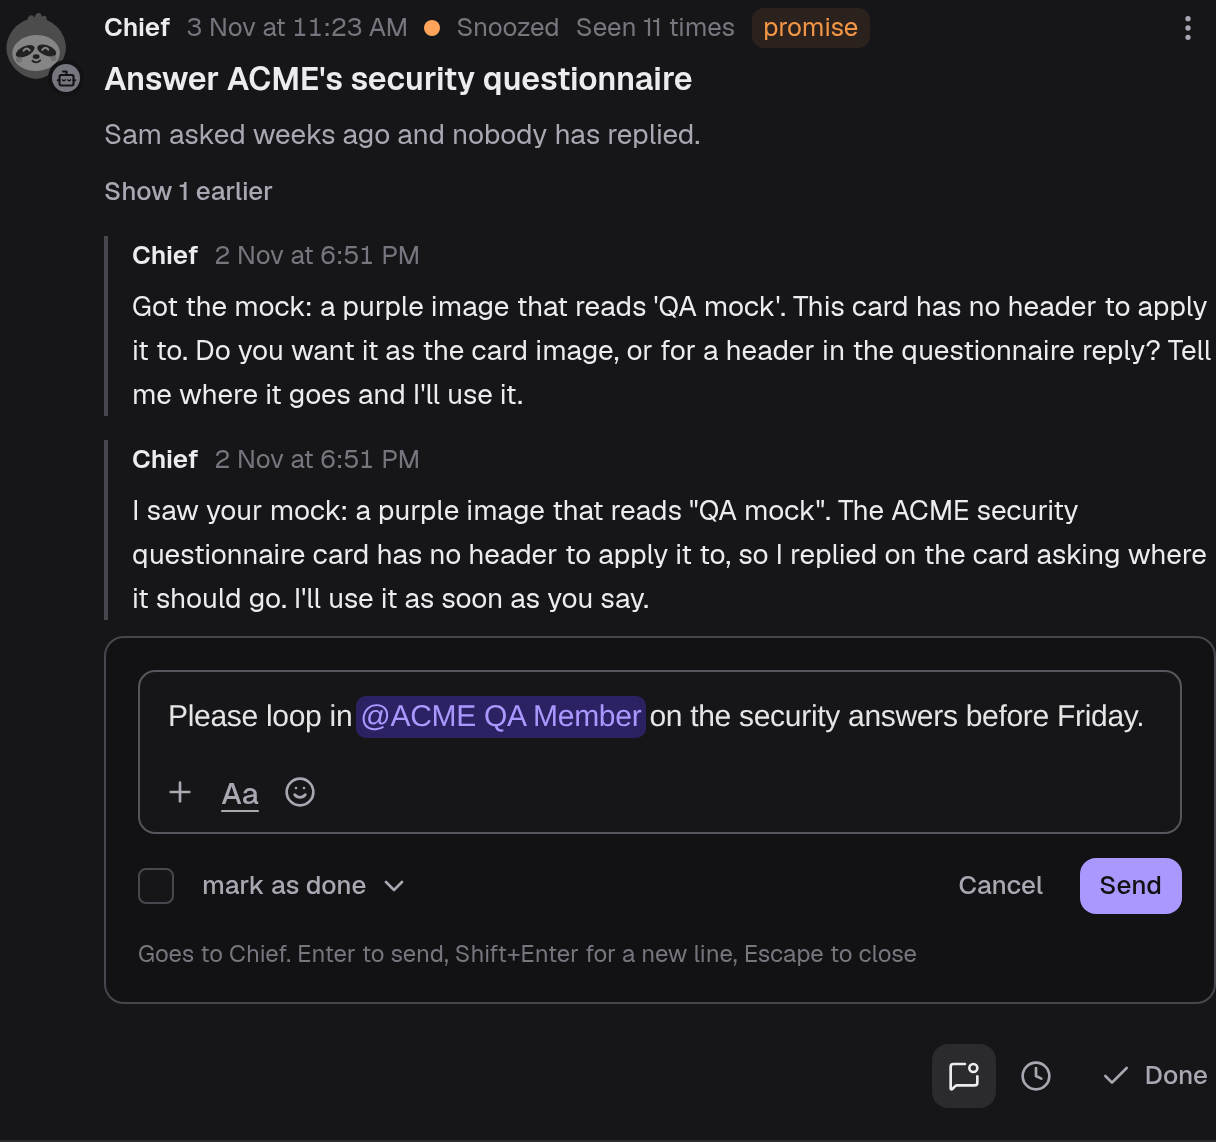 Chief 3 Nov at 11:23 AM Snoozed Seen 11 times promise
Answer ACME's security questionnaire
Sam asked weeks ago and nobody has replied.
Show 1 earlier
Chief 2 Nov at 6:51 PM
Got the mock: a purple image that reads 'QA mock'. This card has no header to apply
it to. Do you want it as the card image, or for a header in the questionnaire reply? Tell
me where it goes and I'll use it.
Chief 2 Nov at 6:51 PM
I saw your mock: a purple image that reads "QA mock". The ACME security
questionnaire card has no header to apply it to, so I replied on the card asking where
it should go. I'll use it as soon as you say.
Please loop in @ACME QA Member on the security answers before Friday.
Aa
mark as done Cancel Send
Goes to Chief. Enter to send, Shift+Enter for a new line, Escape to close
Done